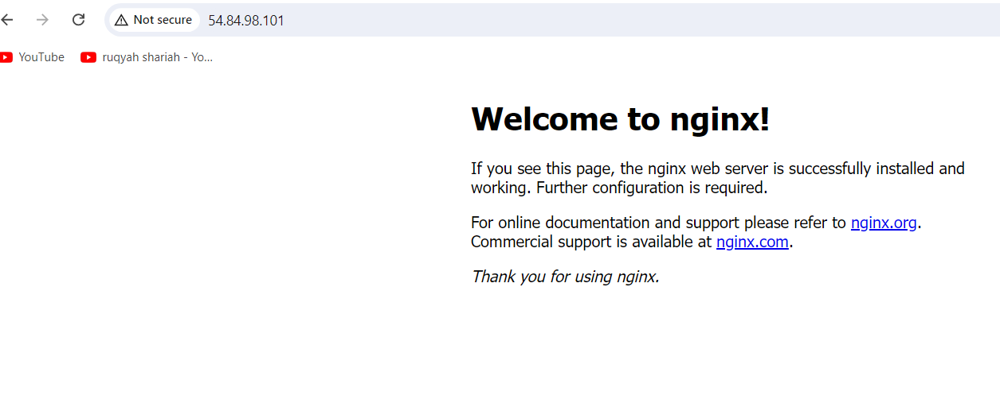 Not secure 54.84.98.101
YouTube ruqyah shariah - Yo...
Welcome to nginx!
If you see this page, the nginx web server is successfully installed and
working. Further configuration is required.
For online documentation and support please refer to nginx.org.
Commercial support is available at nginx.com.
Thank you for using nginx.